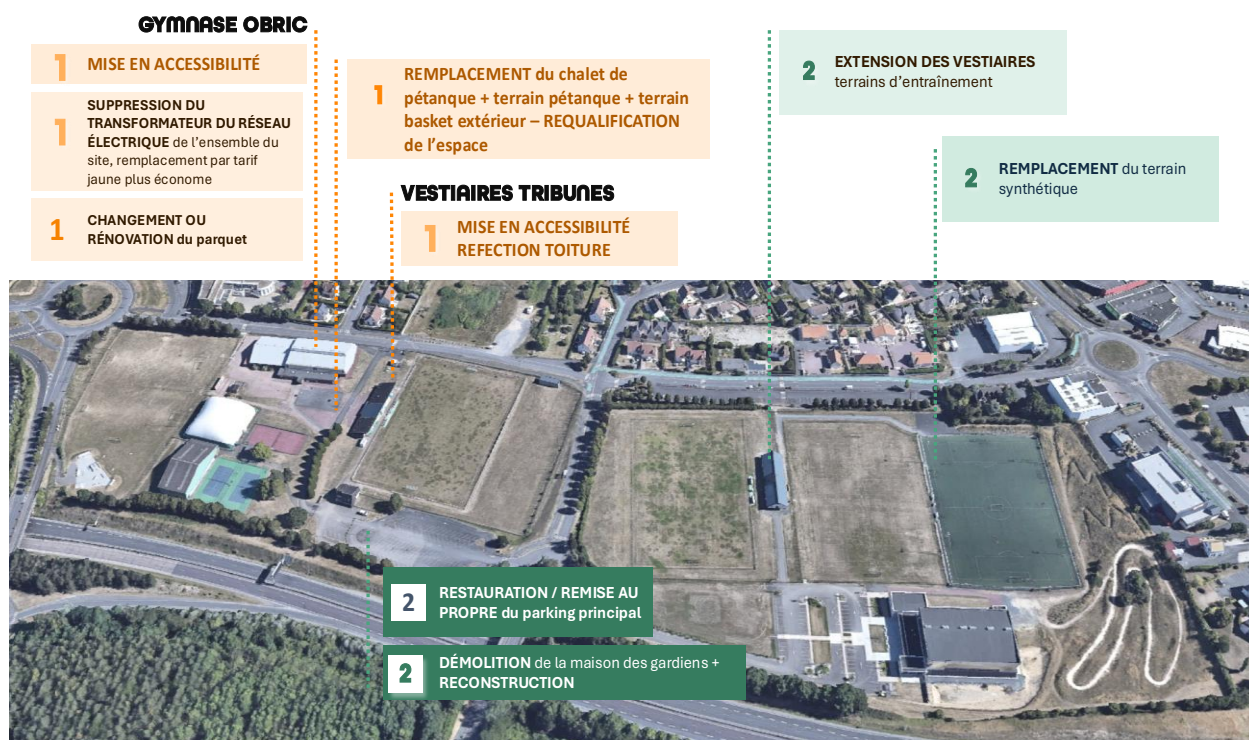 GYMNASE OBRIC
1
MISE EN ACCESSIBILITÉ
1
SUPPRESSION DU
TRANSFORMATEUR DU RÉSEAU
ÉLECTRIQUE de l'ensemble du
site, remplacement par tarif
jaune plus économe
1
CHANGEMENT OU
RÉNOVATION du parquet
1
REMPLACEMENT du chalet de
pétanque + terrain pétanque + terrain
basket extérieur – REQUALIFICATION
de l'espace
VESTIAIRES TRIBUNES
1
MISE EN ACCESSIBILITÉ
REFECTION TOITURE
2
EXTENSION DES VESTIAIRES
terrains d'entraînement
2
REMPLACEMENT du terrain
synthétique
2
RESTAURATION / REMISE AU
PROPRE du parking principal
2
DÉMOLITION de la maison des gardiens +
RECONSTRUCTION